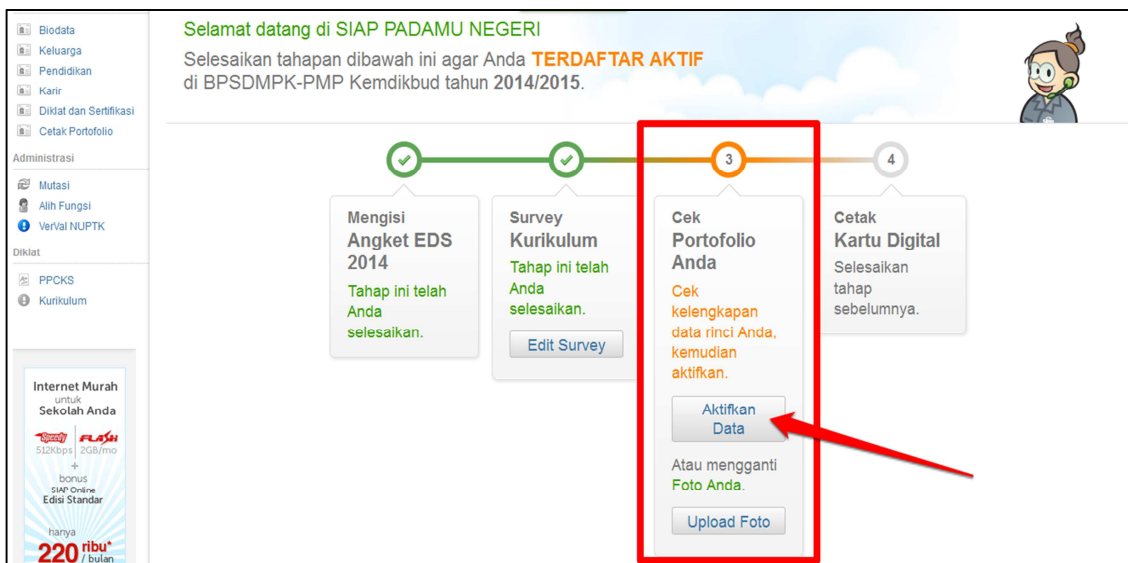 Biodata
Keluarga
Pendidikan
Karir
Diklat dan Sertifikasi
Cetak Portofolio
Administrasi
Mutasi
Alih Fungsi
VerVal NUPTK
Diklat
PPCKS
Kurikulum
Internet Murah
untuk
Sekolah Anda
Speedy FLASH
512Kbps 2GB/mo
+
bonus
SIAP Online
Edisi Standar
hanya
220 ribu*
/ bulan
Selamat datang di SIAP PADAMU NEGERI
Selesaikan tahapan dibawah ini agar Anda TERDAFTAR AKTIF
di BPSDMPK-PMP Kemdikbud tahun 2014/2015.
Mengisi
Angket EDS
2014
Tahap ini telah
Anda
selesaikan.
Survey
Kurikulum
Tahap ini telah
Anda
selesaikan.
Edit Survey
3
Cek
Portofolio
Anda
Cek
kelengkapan
data rinci Anda,
kemudian
aktifkan.
Aktifkan
Data
Atau mengganti
Foto Anda.
Upload Foto
4
Cetak
Kartu Digital
Selesaikan
tahap
sebelumnya.